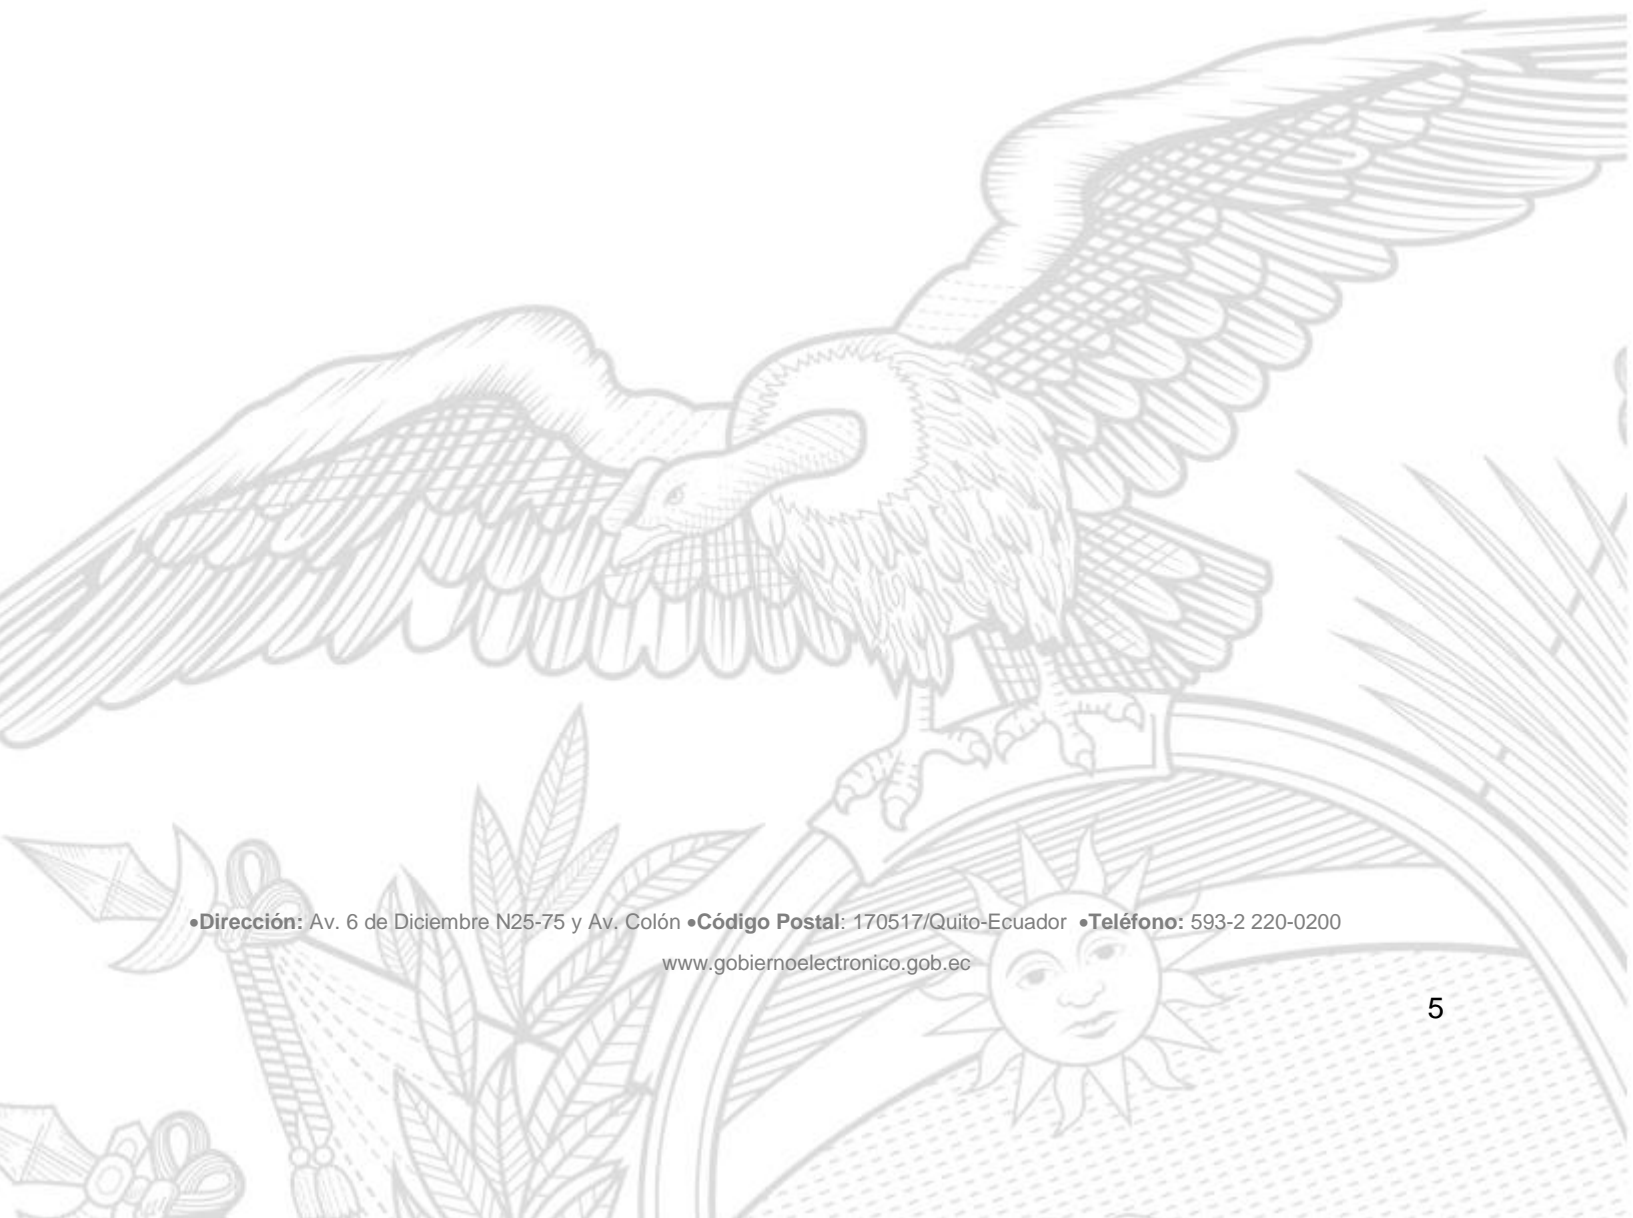 •Dirección: Av. 6 de Diciembre N25-75 y Av. Colón •Código Postal: 170517/Quito-Ecuador •Teléfono: 593-2 220-0200
www.gobiernoelectronico.gob.ec
5